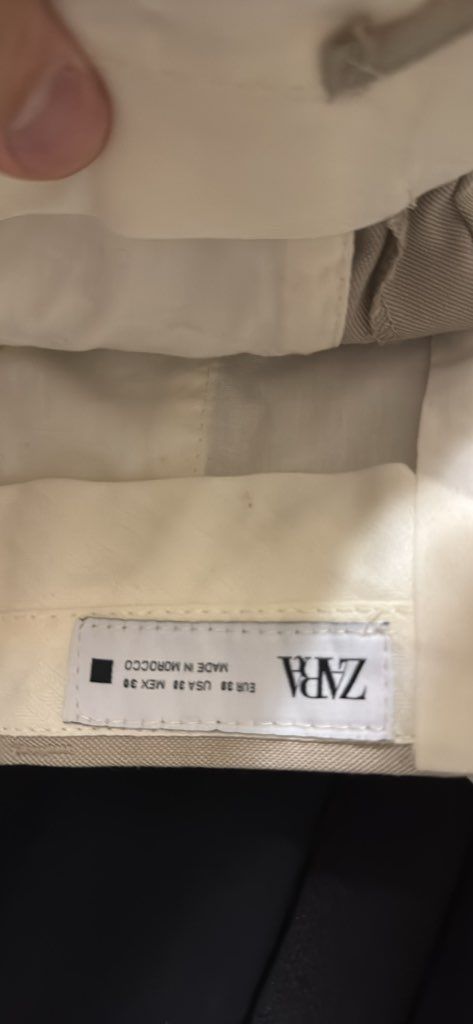 ZARA
EUR 38 USA 30 MEX 30
MADE IN MOROCCO